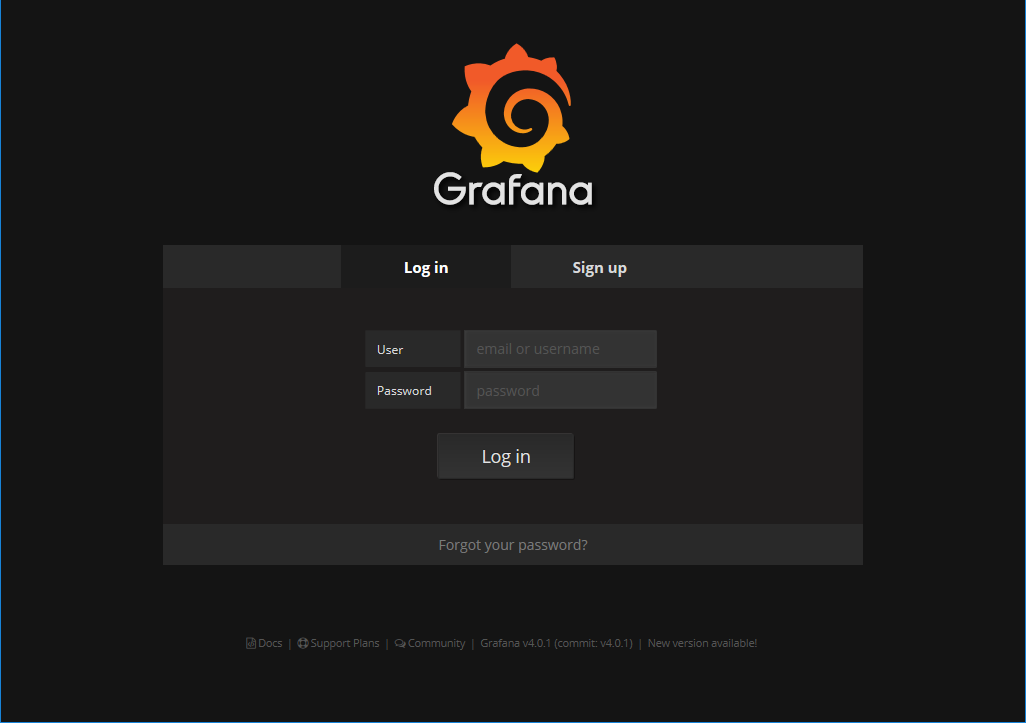 Grafana
Log in Sign up
User email or username
Password password
Log in
Forgot your password?
Docs | Support Plans | Community | Grafana v4.0.1 (commit: v4.0.1) | New version available!